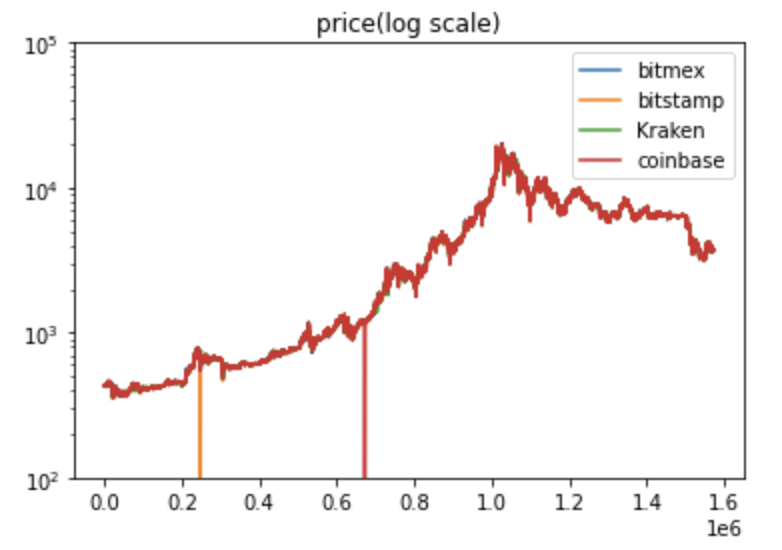 price(log scale)
10^5
bitmex
bitstamp
Kraken
coinbase
10^4
10^3
10^2
0.0 0.2 0.4 0.6 0.8 1.0 1.2 1.4 1.6
1e6